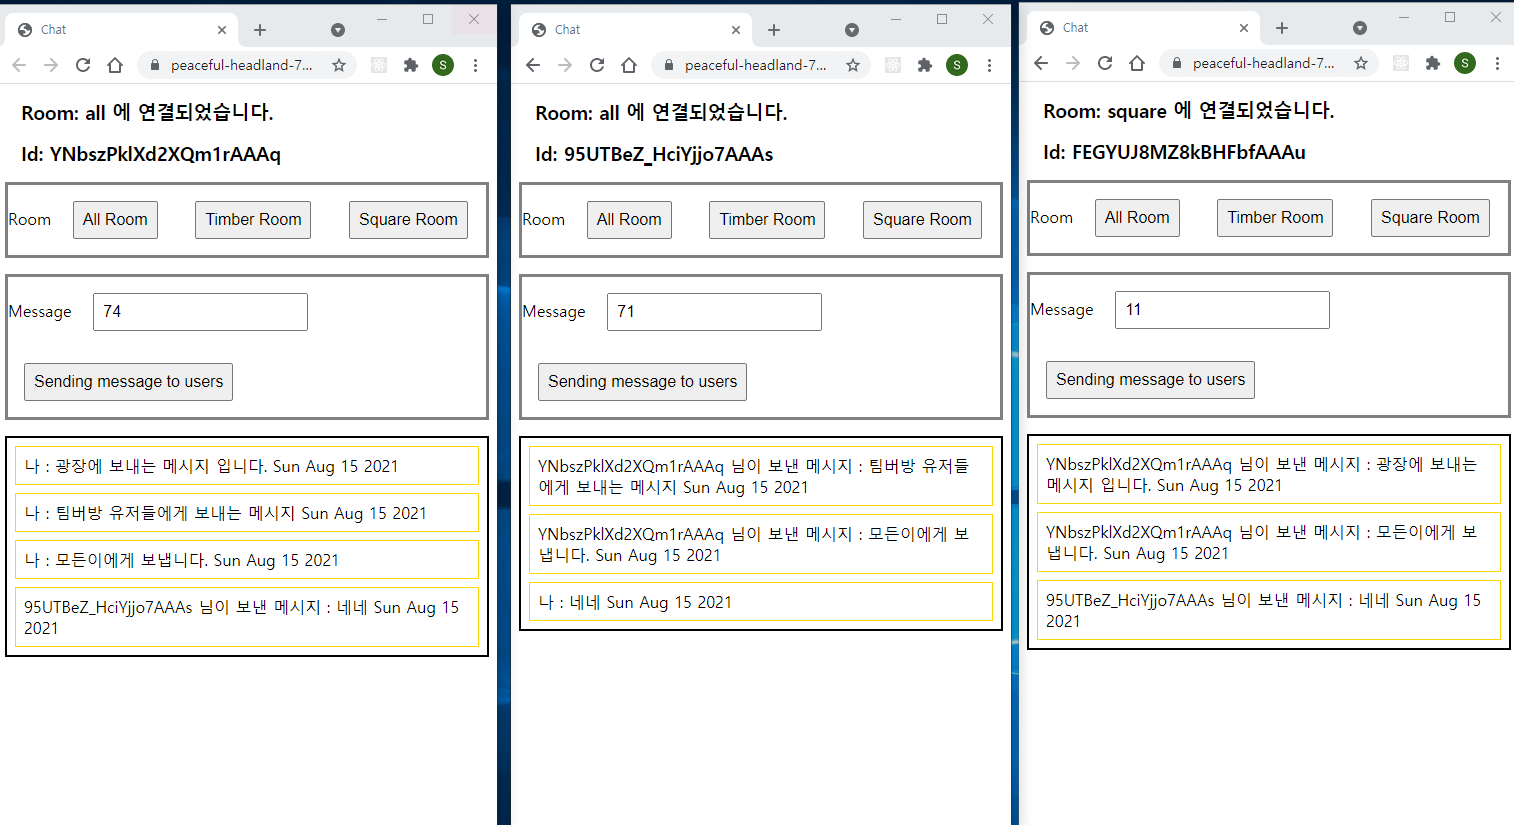 Chat
peaceful-headland-7...
S
Room: all 에 연결되었습니다.
Id: YNbszPklXd2XQm1rAAAq
Room All Room Timber Room Square Room
Message 74
Sending message to users
나 : 광장에 보내는 메시지 입니다. Sun Aug 15 2021
나 : 팀버방 유저들에게 보내는 메시지 Sun Aug 15 2021
나 : 모든이에게 보냅니다. Sun Aug 15 2021
95UTBeZ_HciYjjo7AAAs 님이 보낸 메시지 : 네네 Sun Aug 15
2021
Chat
peaceful-headland-7...
S
Room: all 에 연결되었습니다.
Id: 95UTBeZ_HciYjjo7AAAs
Room All Room Timber Room Square Room
Message 71
Sending message to users
YNbszPklXd2XQm1rAAAq 님이 보낸 메시지 : 팀버방 유저들
에게 보내는 메시지 Sun Aug 15 2021
YNbszPklXd2XQm1rAAAq 님이 보낸 메시지 : 모든이에게 보
냅니다. Sun Aug 15 2021
나 : 네네 Sun Aug 15 2021
Chat
peaceful-headland-7...
S
Room: square 에 연결되었습니다.
Id: FEGYUJ8MZ8kBHFbfAAAu
Room All Room Timber Room Square Room
Message 11
Sending message to users
YNbszPklXd2XQm1rAAAq 님이 보낸 메시지 : 광장에 보내는
메시지 입니다. Sun Aug 15 2021
YNbszPklXd2XQm1rAAAq 님이 보낸 메시지 : 모든이에게 보
냅니다. Sun Aug 15 2021
95UTBeZ_HciYjjo7AAAs 님이 보낸 메시지 : 네네 Sun Aug 15
2021